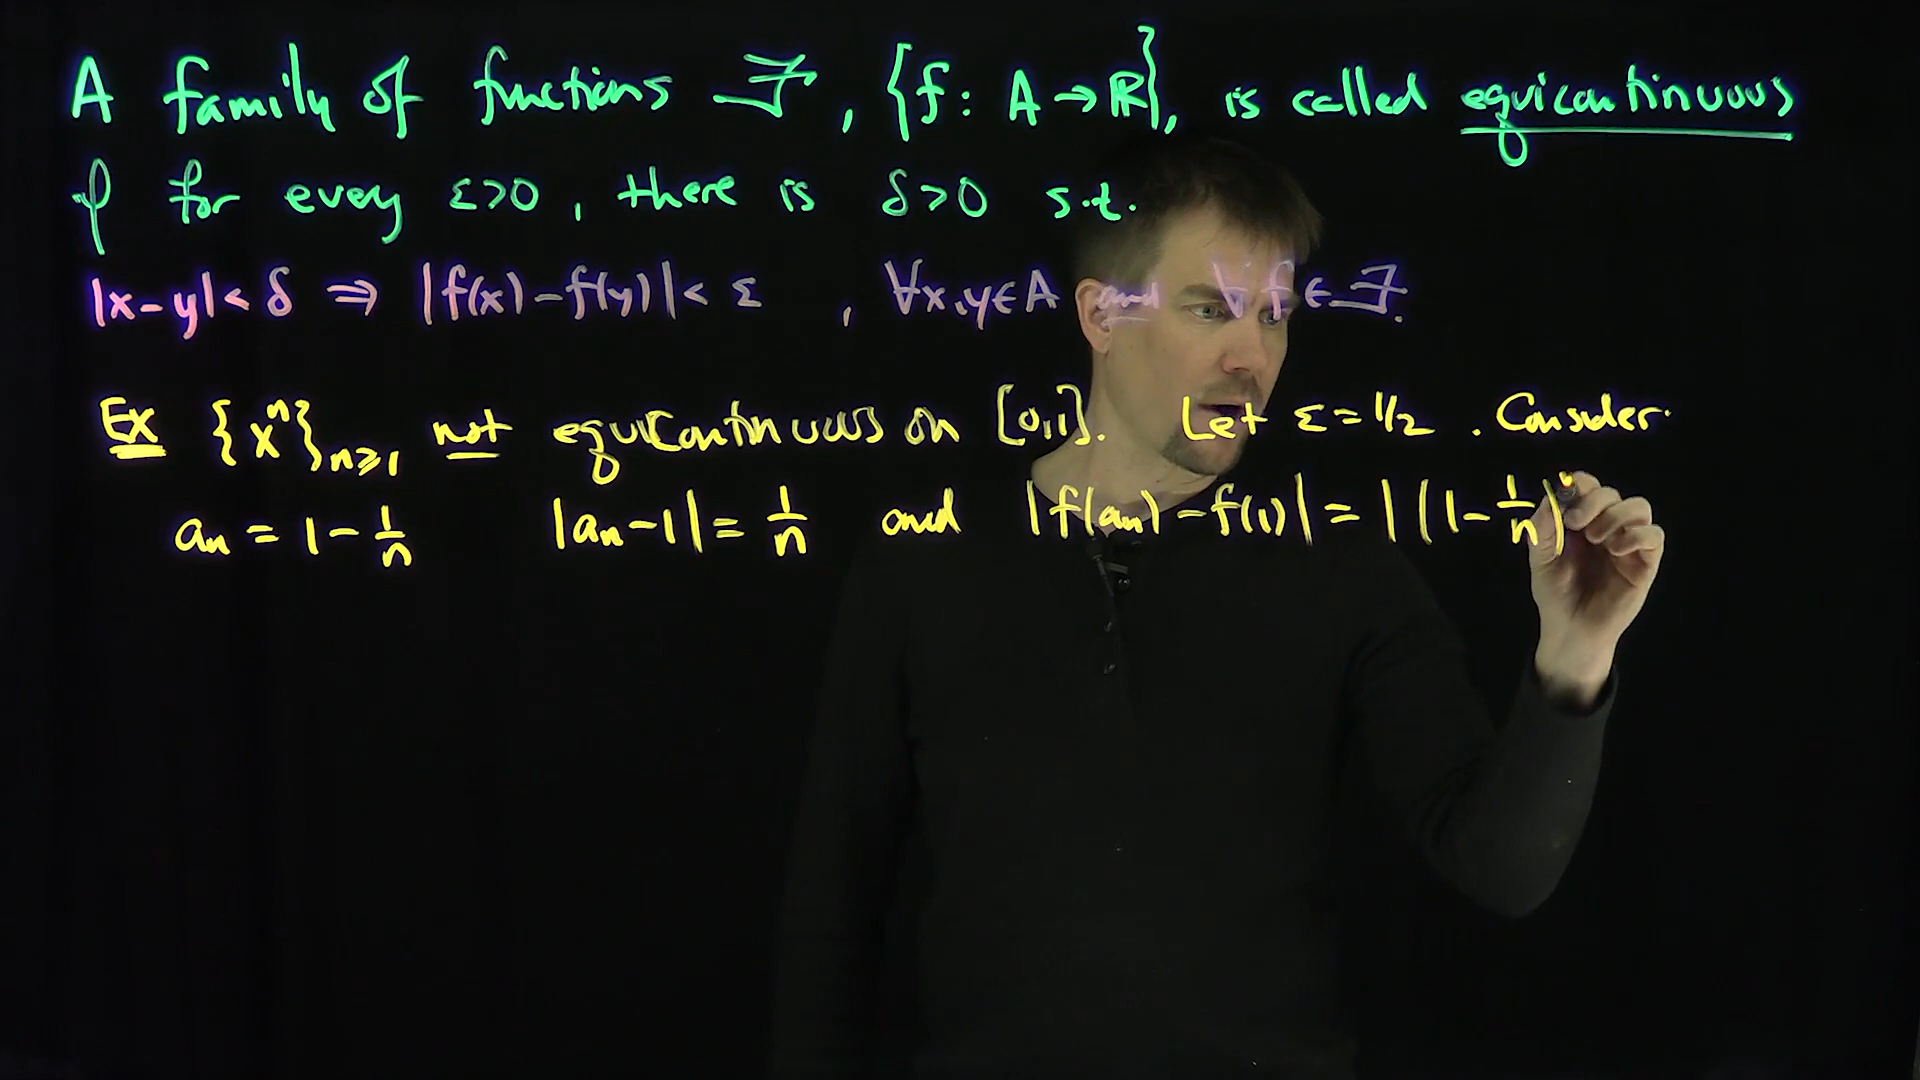 A family of functions ℱ, {f: A → ℝ}, is called equicontinuous
if for every ε>0, there is δ>0 s.t.
|x-y|<δ ⇒ |f(x)-f(y)|<ε , ∀x,y∈A and ∀f∈ℱ.
Ex {xⁿ}ₙ≥₁ not equicontinuous on [0,1]. Let ε=1/2. Consider
aₙ = 1 - 1/n |aₙ-1| = 1/n and |f(aₙ)-f(1)| = |(1-1/n)